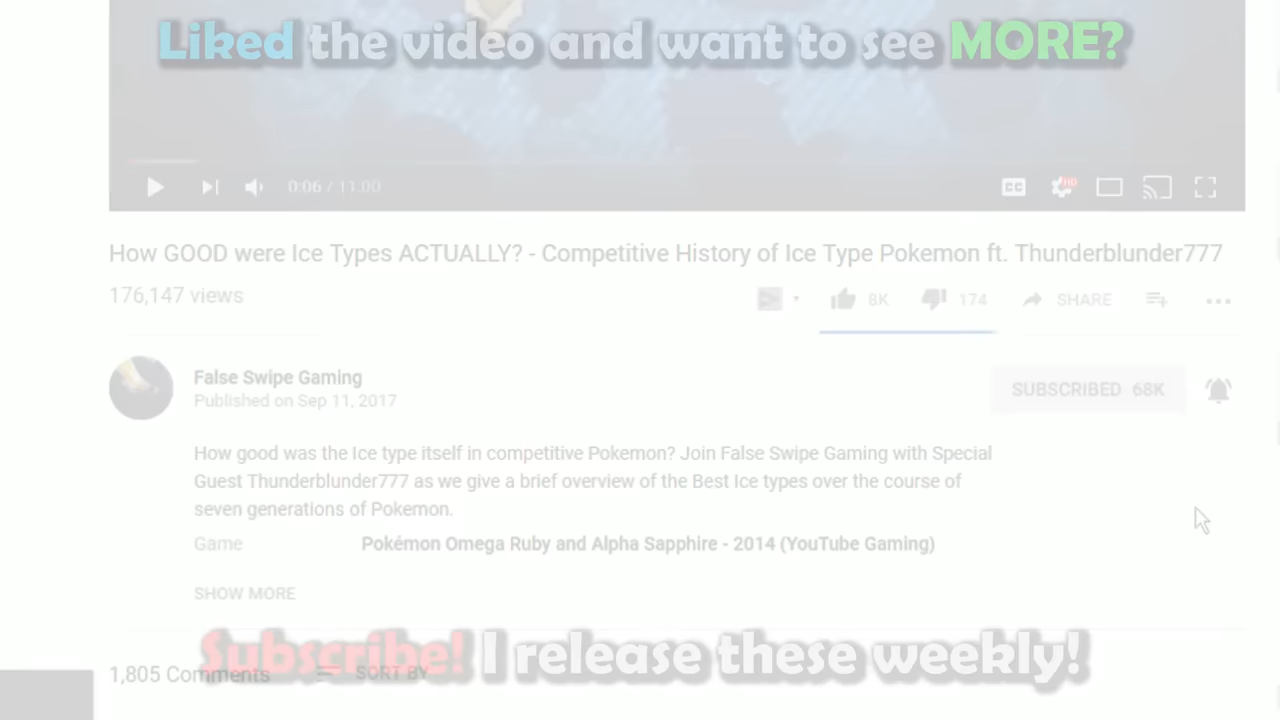 Liked the video and want to see MORE?
0:06 / 11:00
CC
HD
How GOOD were Ice Types ACTUALLY? - Competitive History of Ice Type Pokemon ft. Thunderblunder777
176,147 views
8K
174
SHARE
False Swipe Gaming
Published on Sep 11, 2017
SUBSCRIBED 68K
How good was the Ice type itself in competitive Pokemon? Join False Swipe Gaming with Special
Guest Thunderblunder777 as we give a brief overview of the Best Ice types over the course of
seven generations of Pokemon.
Game
Pokémon Omega Ruby and Alpha Sapphire - 2014 (YouTube Gaming)
SHOW MORE
Subscribe! I release these weekly!
1,805 Comments
SORT BY